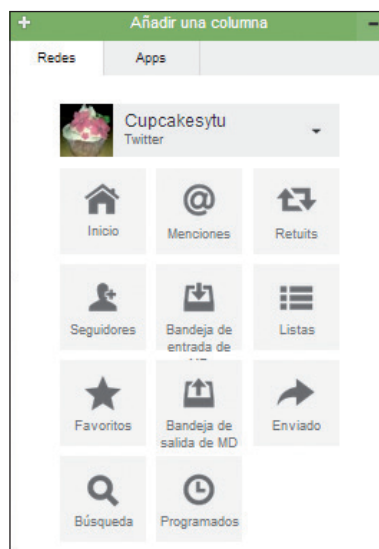 Añadir una columna
Redes Apps
Cupcakesytu
Twitter
Inicio Menciones Retuits
Seguidores Bandeja de entrada de Listas
Favoritos Bandeja de salida de MD Enviado
Búsqueda Programados